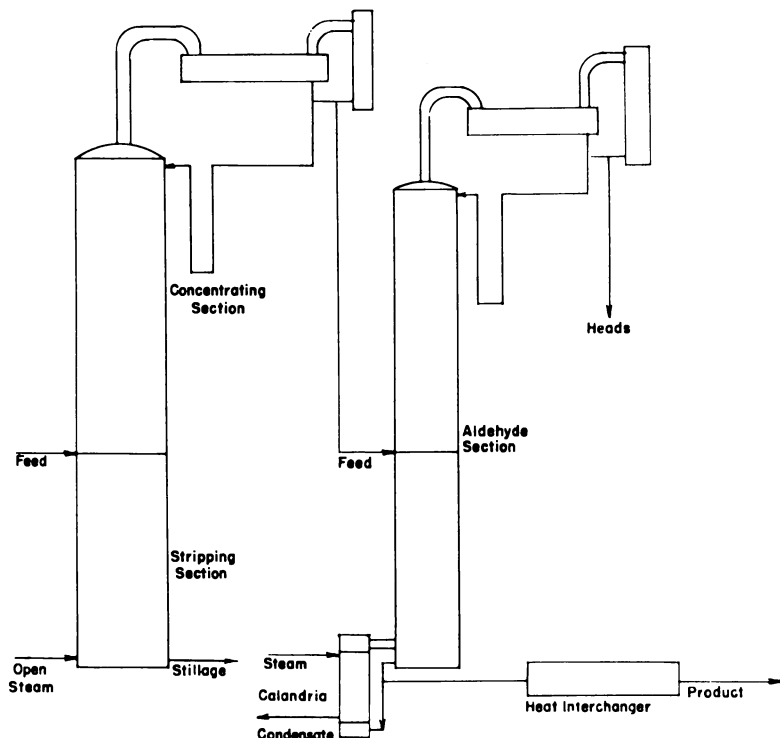 Concentrating
Section
Heads
Feed
Feed
Aldehyde
Section
Stripping
Section
Open
Steam
Stillage
Steam
Calandria
Condensate
Heat Interchanger
Product